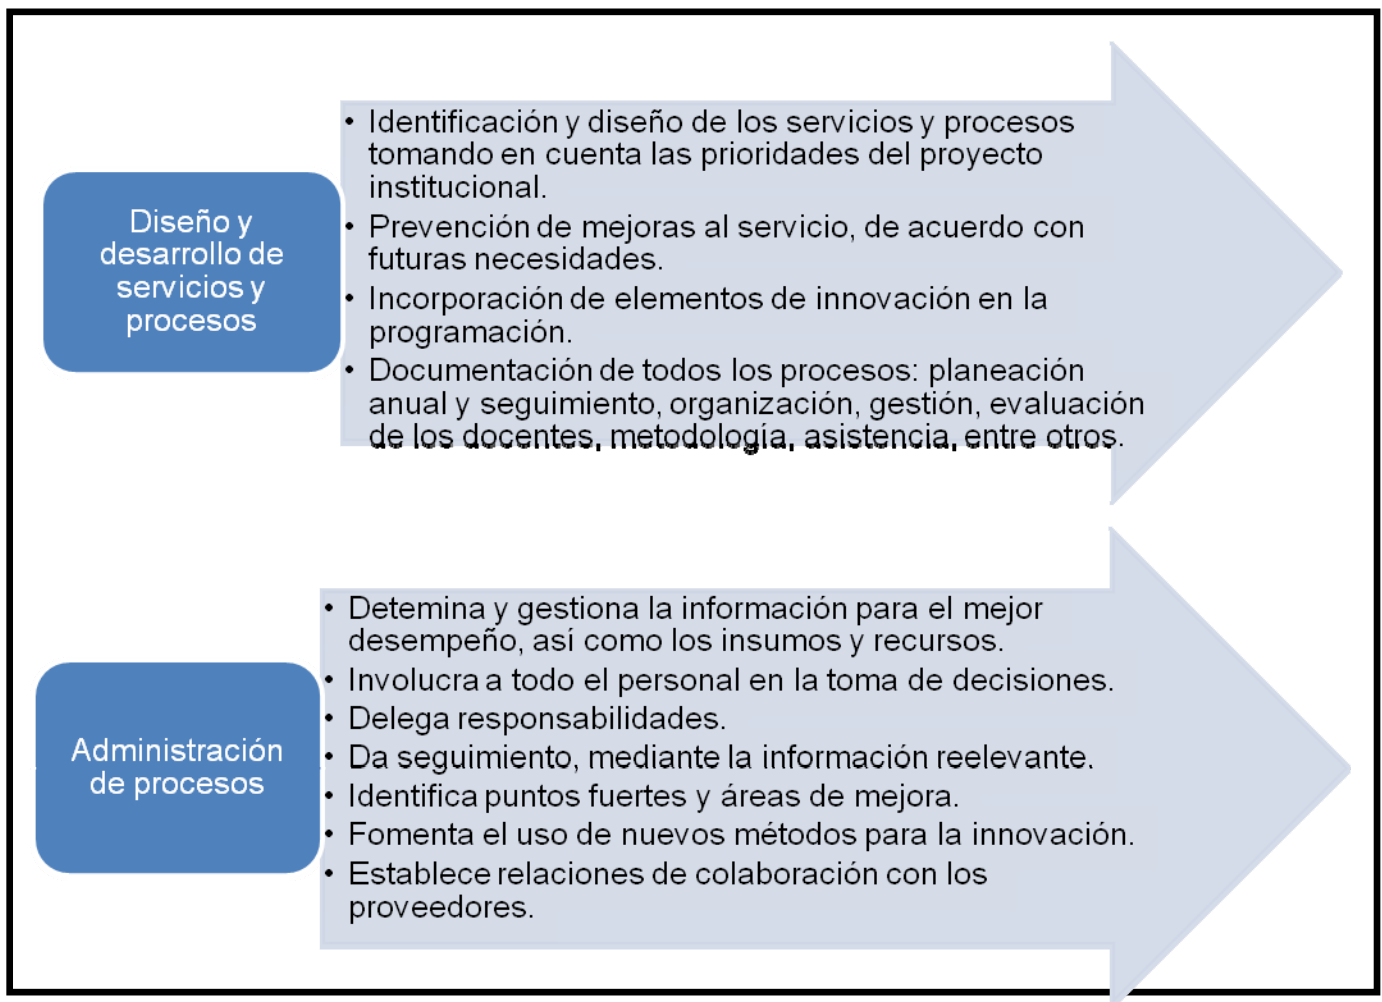 Diseño y
desarrollo de
servicios y
procesos
• Identificación y diseño de los servicios y procesos
tomando en cuenta las prioridades del proyecto
institucional.
• Prevención de mejoras al servicio, de acuerdo con
futuras necesidades.
• Incorporación de elementos de innovación en la
programación.
• Documentación de todos los procesos: planeación
anual y seguimiento, organización, gestión, evaluación
de los docentes, metodología, asistencia, entre otros.
Administración
de procesos
• Detemina y gestiona la información para el mejor
desempeño, así como los insumos y recursos.
• Involucra a todo el personal en la toma de decisiones.
• Delega responsabilidades.
• Da seguimiento, mediante la información reelevante.
• Identifica puntos fuertes y áreas de mejora.
• Fomenta el uso de nuevos métodos para la innovación.
• Establece relaciones de colaboración con los
proveedores.